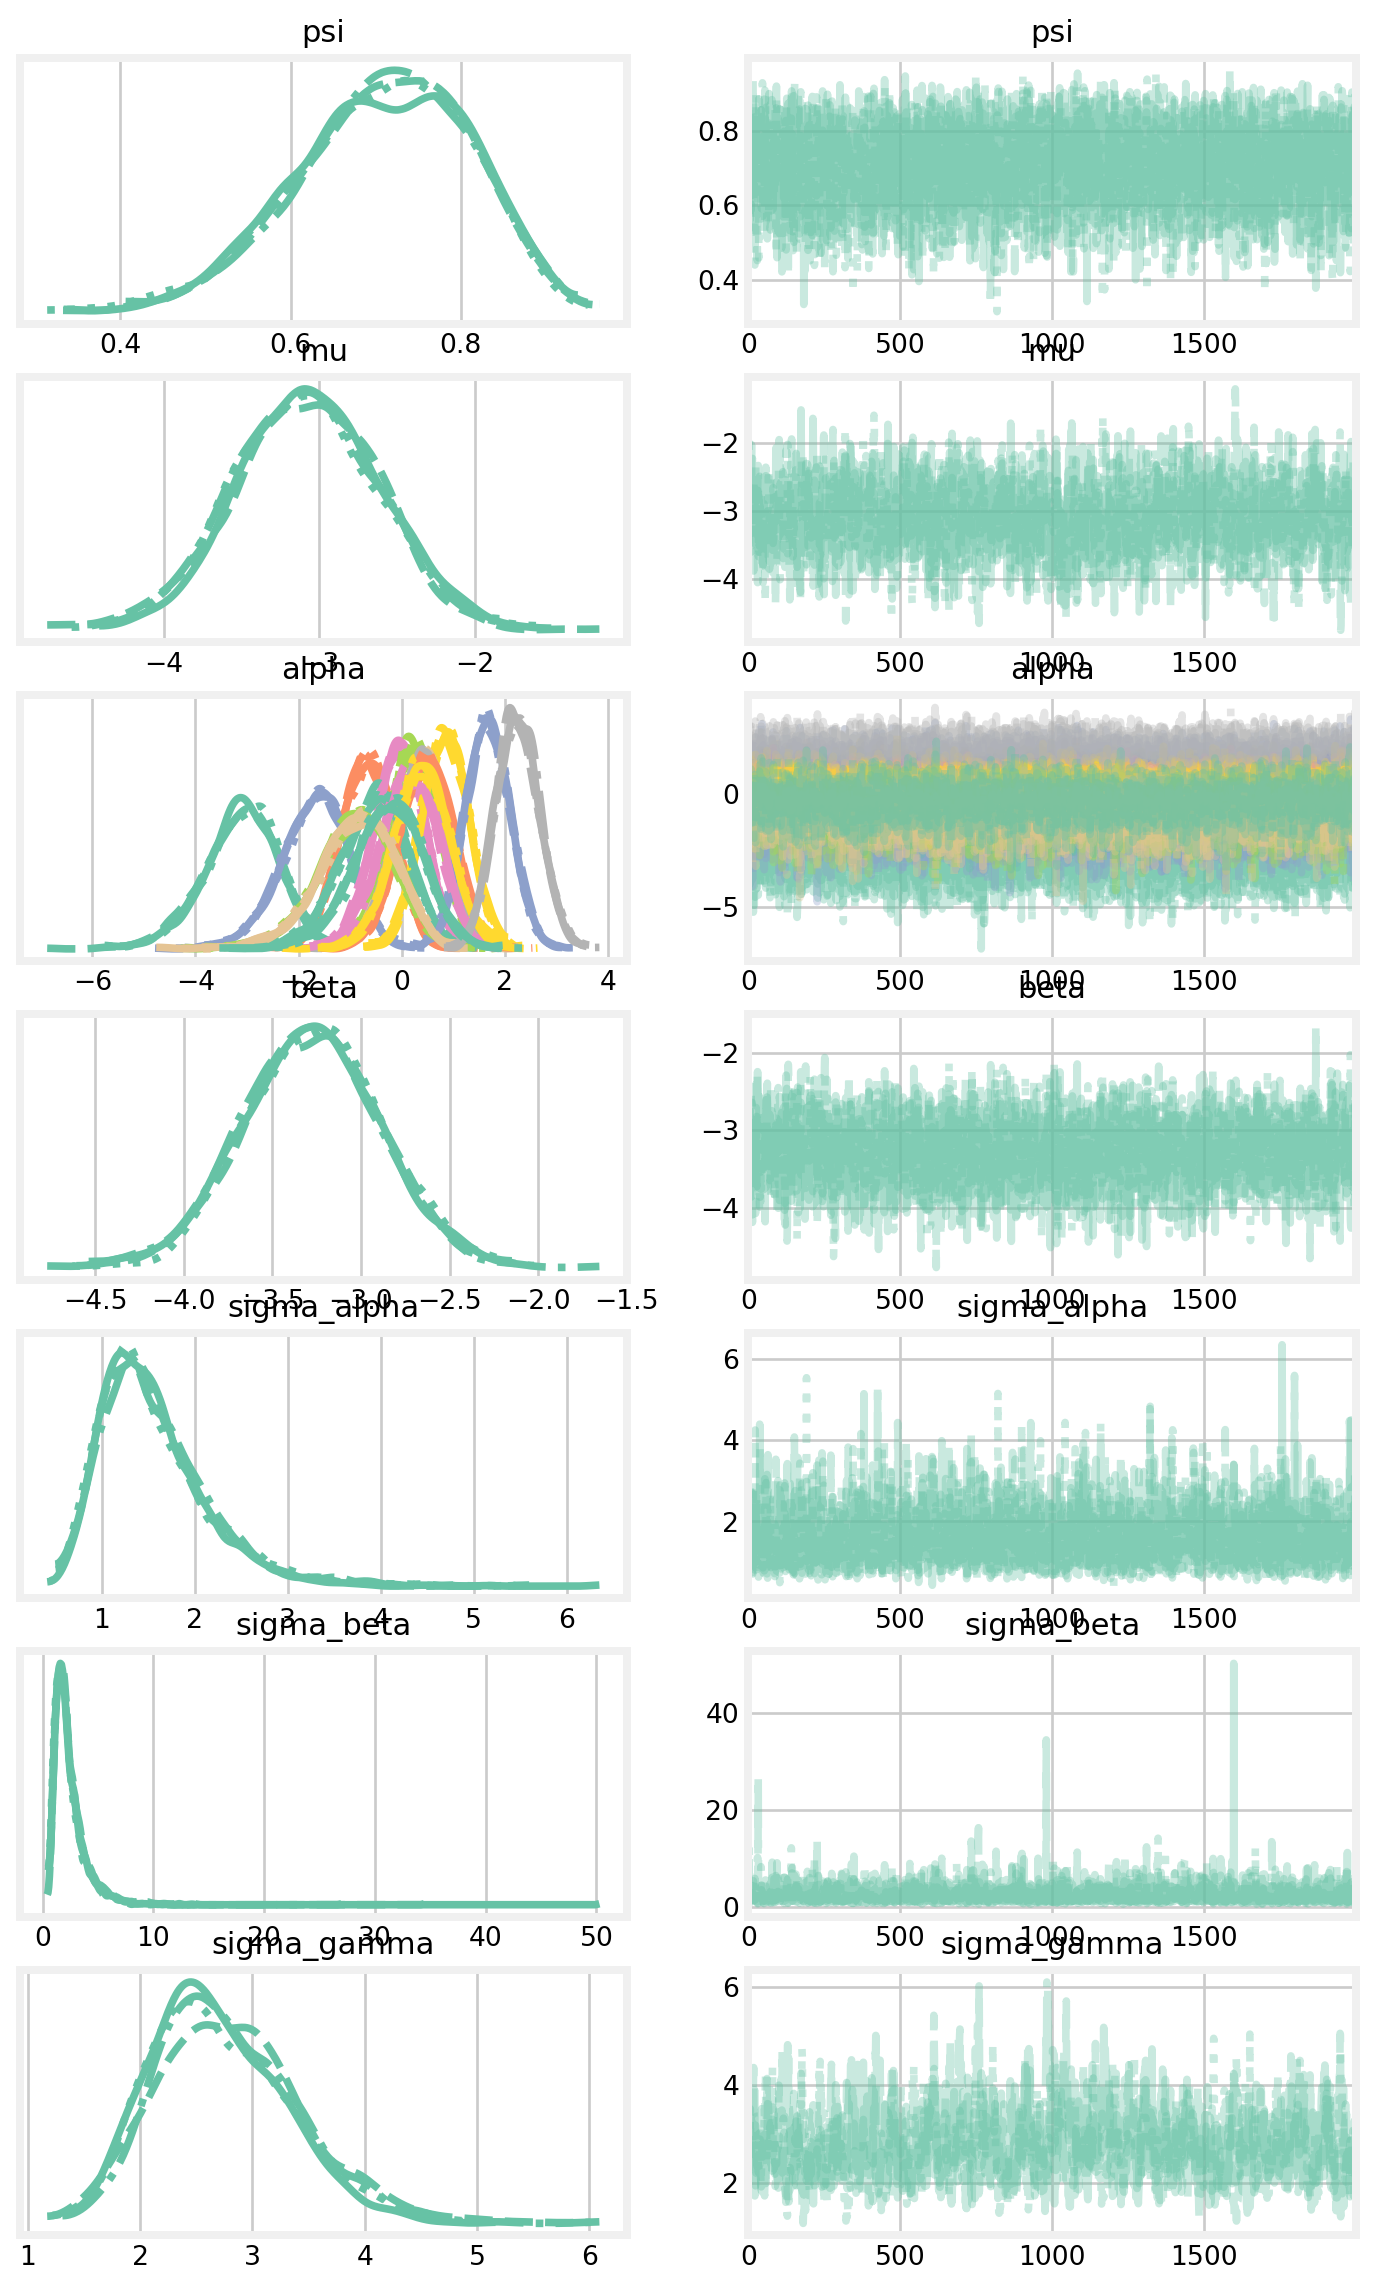 psi psi
0.8
0.6
0.4
0.4 0.6 0.8 0 500 1000 1500
mu mu
−2
−3
−4
−4 −3 −2 0 500 1000 1500
alpha alpha
0
−5
−6 −4 −2 0 2 4 0 500 1000 1500
beta beta
−2
−3
−4
−4.5 −4.0 −3.5 −3.0 −2.5 −2.0 −1.5 0 500 1000 1500
sigma_alpha sigma_alpha
6
4
2
1 2 3 4 5 6 0 500 1000 1500
sigma_beta sigma_beta
40
20
0
0 10 20 30 40 50 0 500 1000 1500
sigma_gamma sigma_gamma
6
4
2
1 2 3 4 5 6 0 500 1000 1500